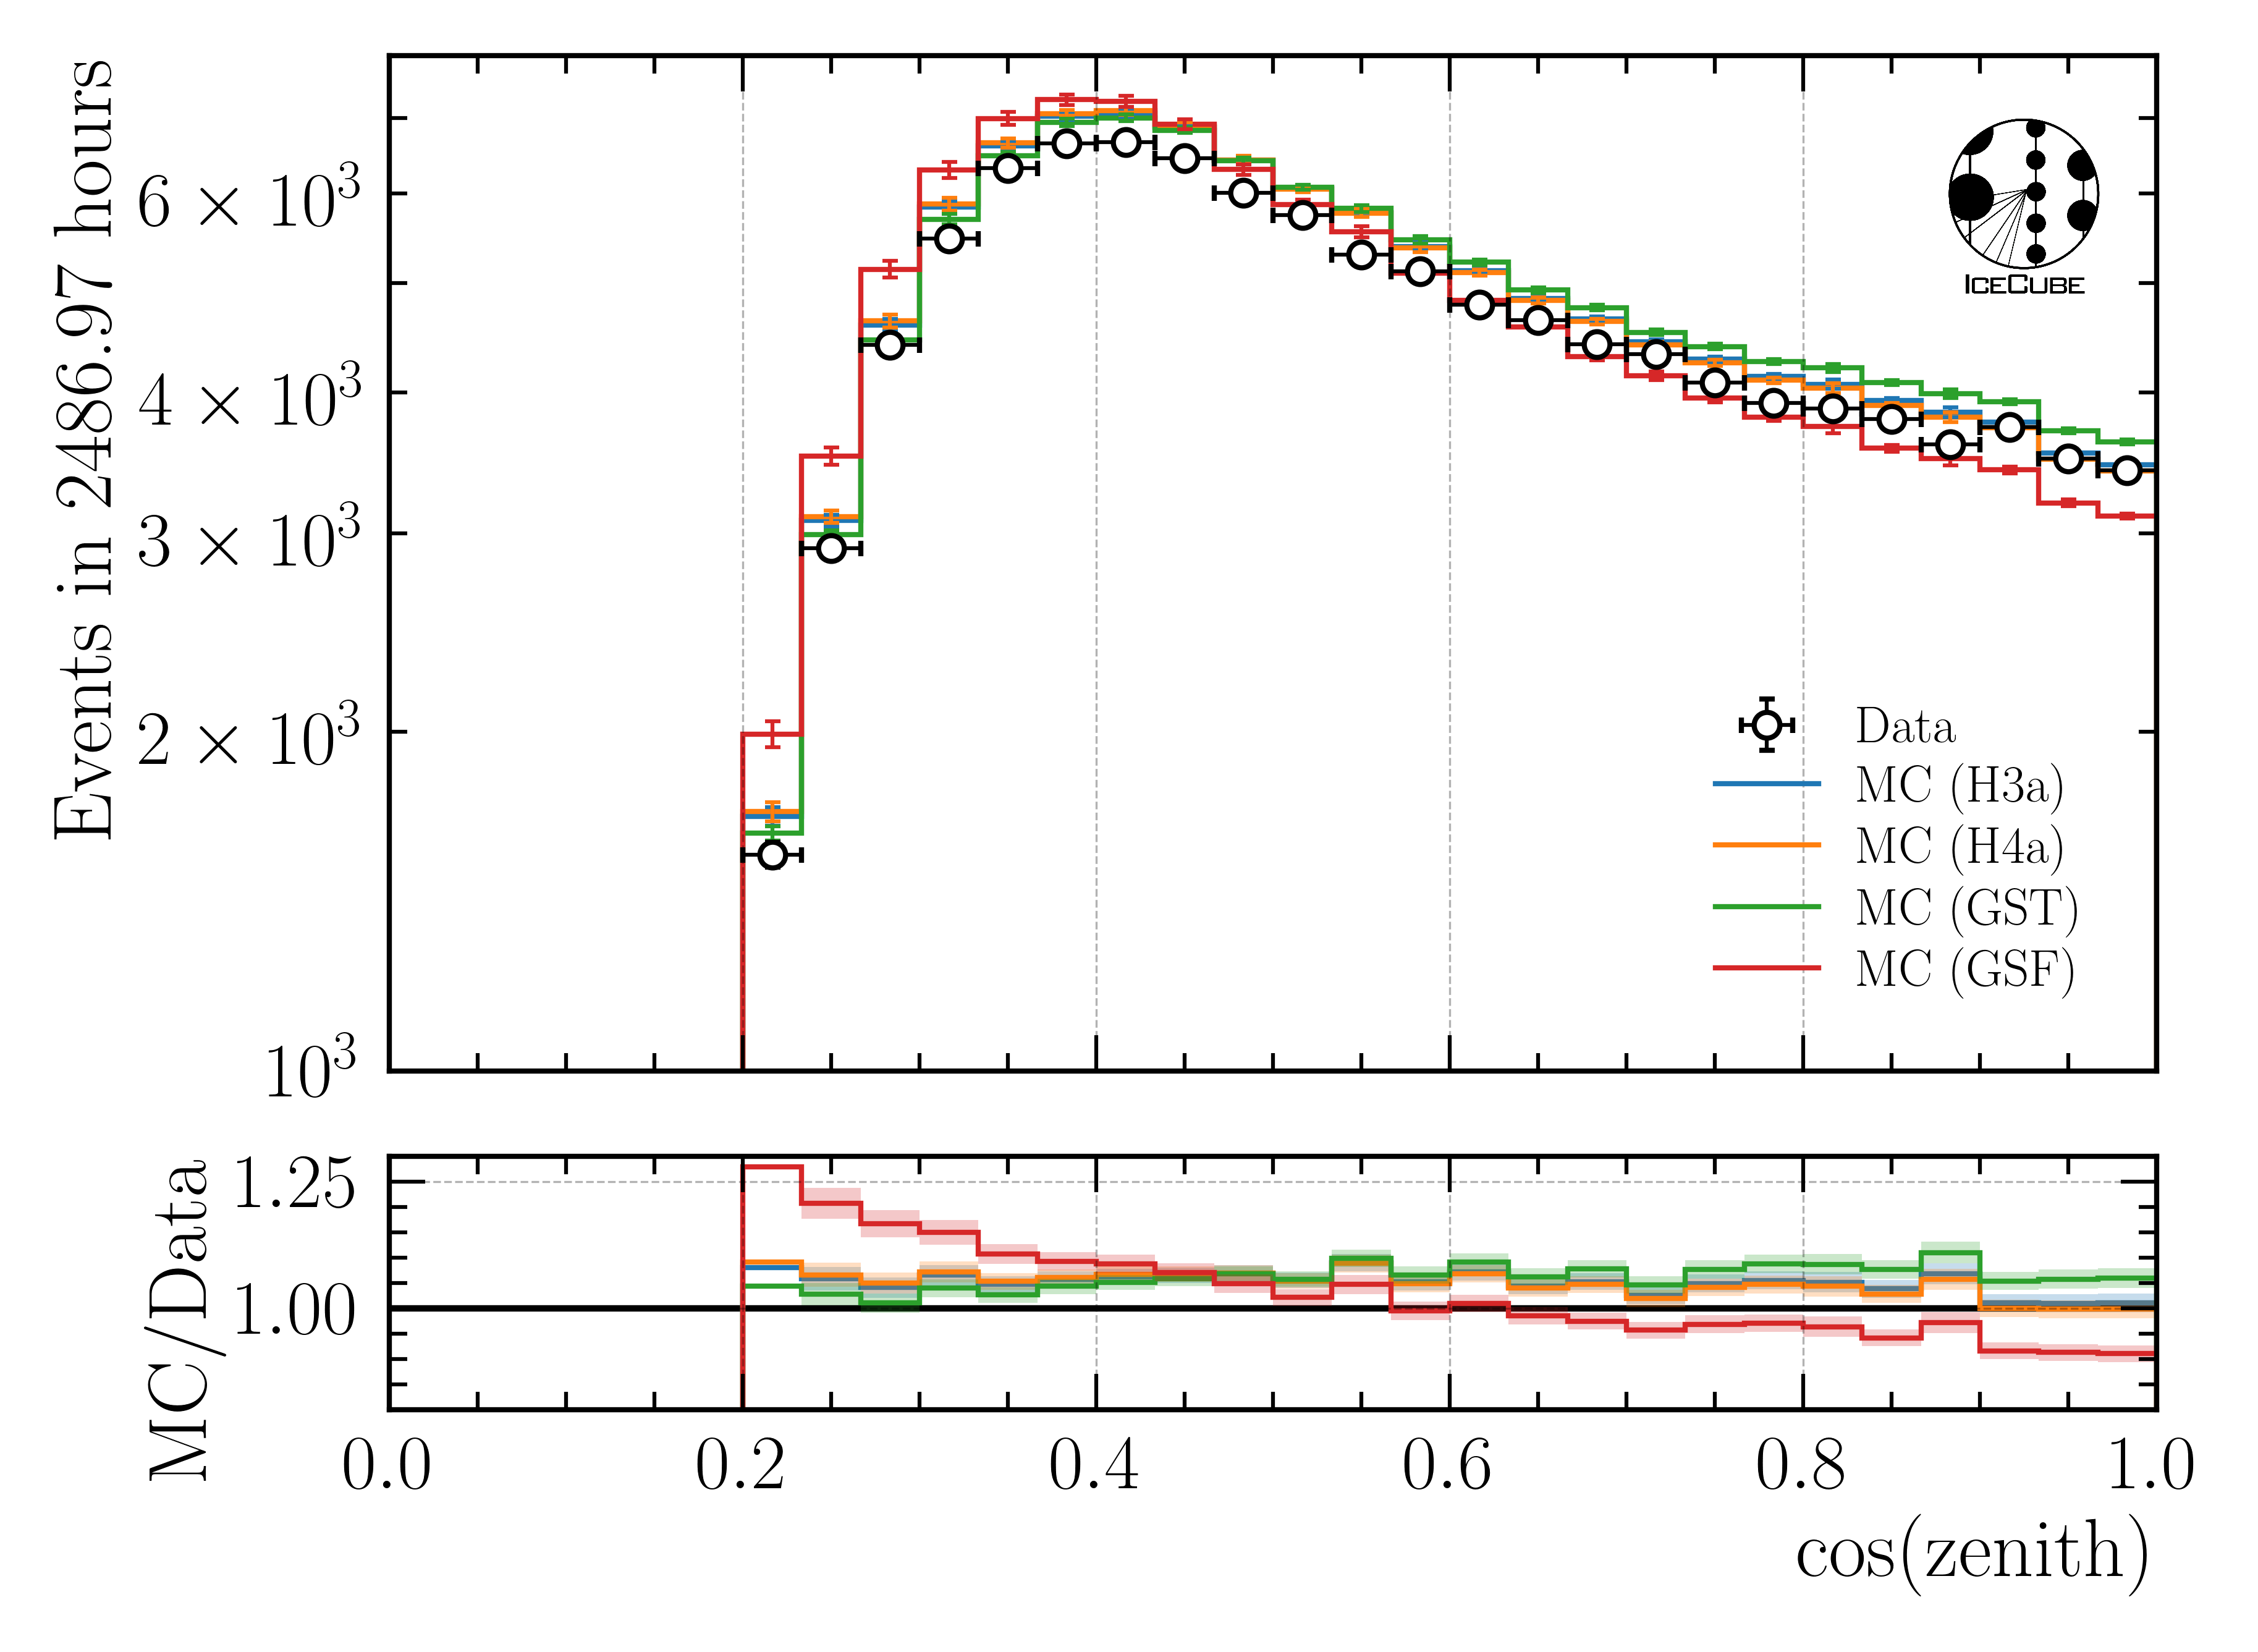 Events in 2486.97 hours
6 × 10³
4 × 10³
3 × 10³
2 × 10³
10³
IceCube
Data
MC (H3a)
MC (H4a)
MC (GST)
MC (GSF)
MC/Data
1.25
1.00
0.0 0.2 0.4 0.6 0.8 1.0
cos(zenith)